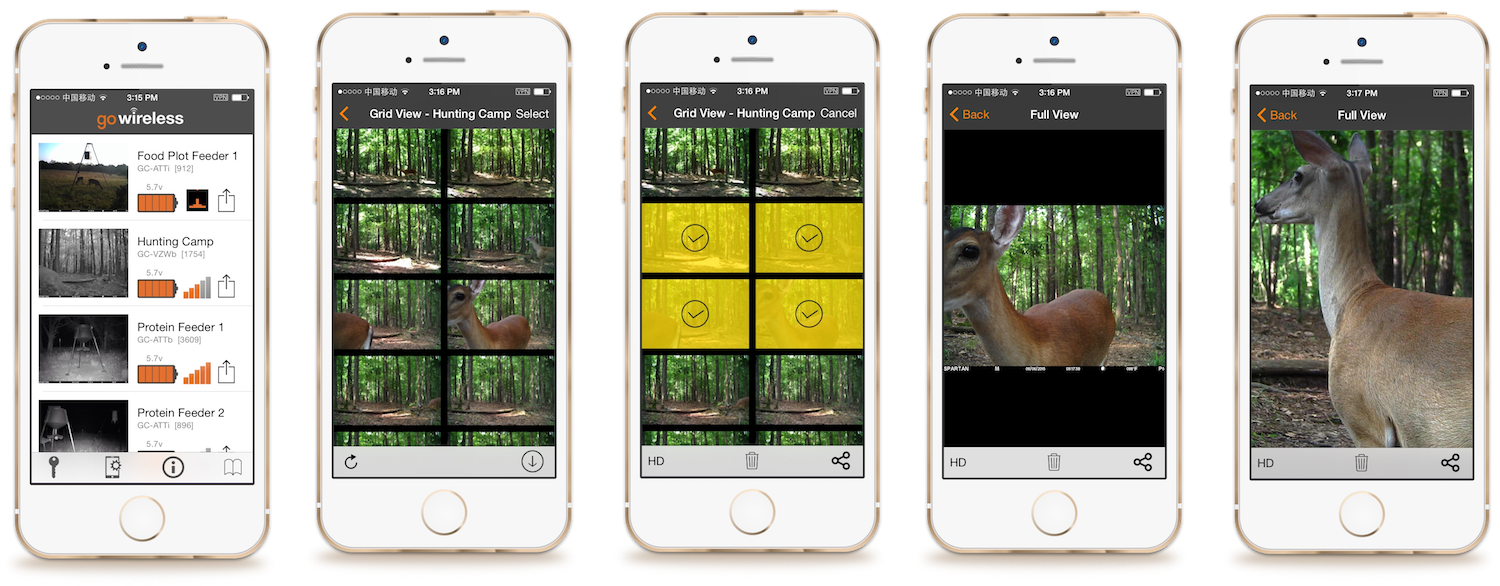 中国移动 3:15 PM VPN
gowireless
Food Plot Feeder 1
GC-ATTi [912]
5.7v
Hunting Camp
GC-VZWb [1754]
5.7v
Protein Feeder 1
GC-ATTb [3609]
5.7v
Protein Feeder 2
GC-ATTi [896]
5.7v
中国移动 3:16 PM VPN
Grid View - Hunting Camp Select
中国移动 3:16 PM VPN
Grid View - Hunting Camp Cancel
HD
中国移动 3:16 PM VPN
Back Full View
SPARTAN
HD
中国移动 3:17 PM VPN
Back Full View
HD